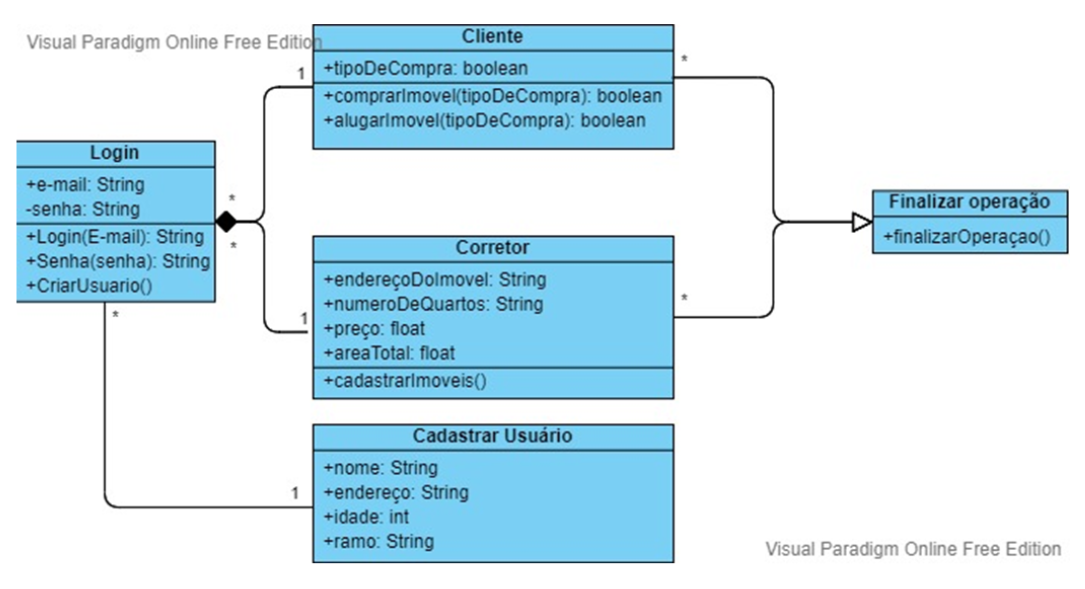 Visual Paradigm Online Free Edition
Cliente
+tipoDeCompra: boolean
+comprarImovel(tipoDeCompra): boolean
+alugarImovel(tipoDeCompra): boolean
1
*
Login
+e-mail: String
-senha: String
+Login(E-mail): String
+Senha(senha): String
+CriarUsuario()
*
*
*
Finalizar operação
+finalizarOperaçao()
Corretor
+endereçoDoImovel: String
+numeroDeQuartos: String
+preço: float
+areaTotal: float
+cadastrarImoveis()
1
*
Cadastrar Usuário
+nome: String
+endereço: String
+idade: int
+ramo: String
1
Visual Paradigm Online Free Edition